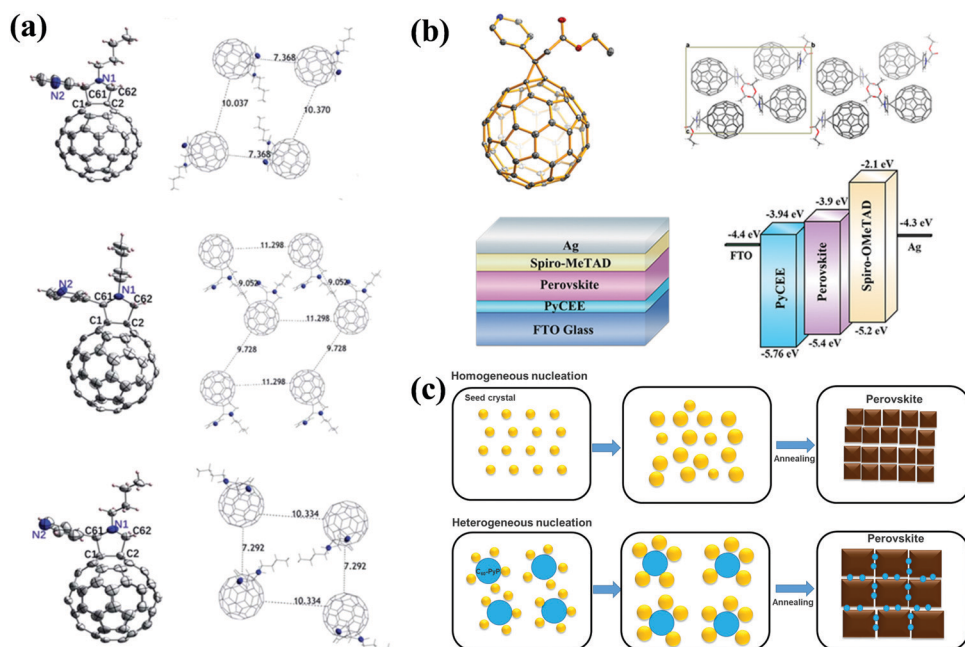 (a)
N1
N2
C61
C62
C1
C2
7.368
10.037
10.370
7.368
N2
N1
C61
C62
C1
C2
11.298
9.052
9.052
11.298
9.728
9.728
11.298
N1
N2
C61
C62
C1
C2
10.334
7.292
7.292
10.334
(b)
a
b
c
Ag
Spiro-MeTAD
Perovskite
PyCEE
FTO Glass
-2.1 eV
-3.94 eV
-3.9 eV
-4.4 eV
-4.3 eV
FTO
Ag
PyCEE
Perovskite
Spiro-OMeTAD
-5.2 eV
-5.4 eV
-5.76 eV
(c)
Homogeneous nucleation
Seed crystal
Annealing
Perovskite
Heterogeneous nucleation
Annealing
Perovskite